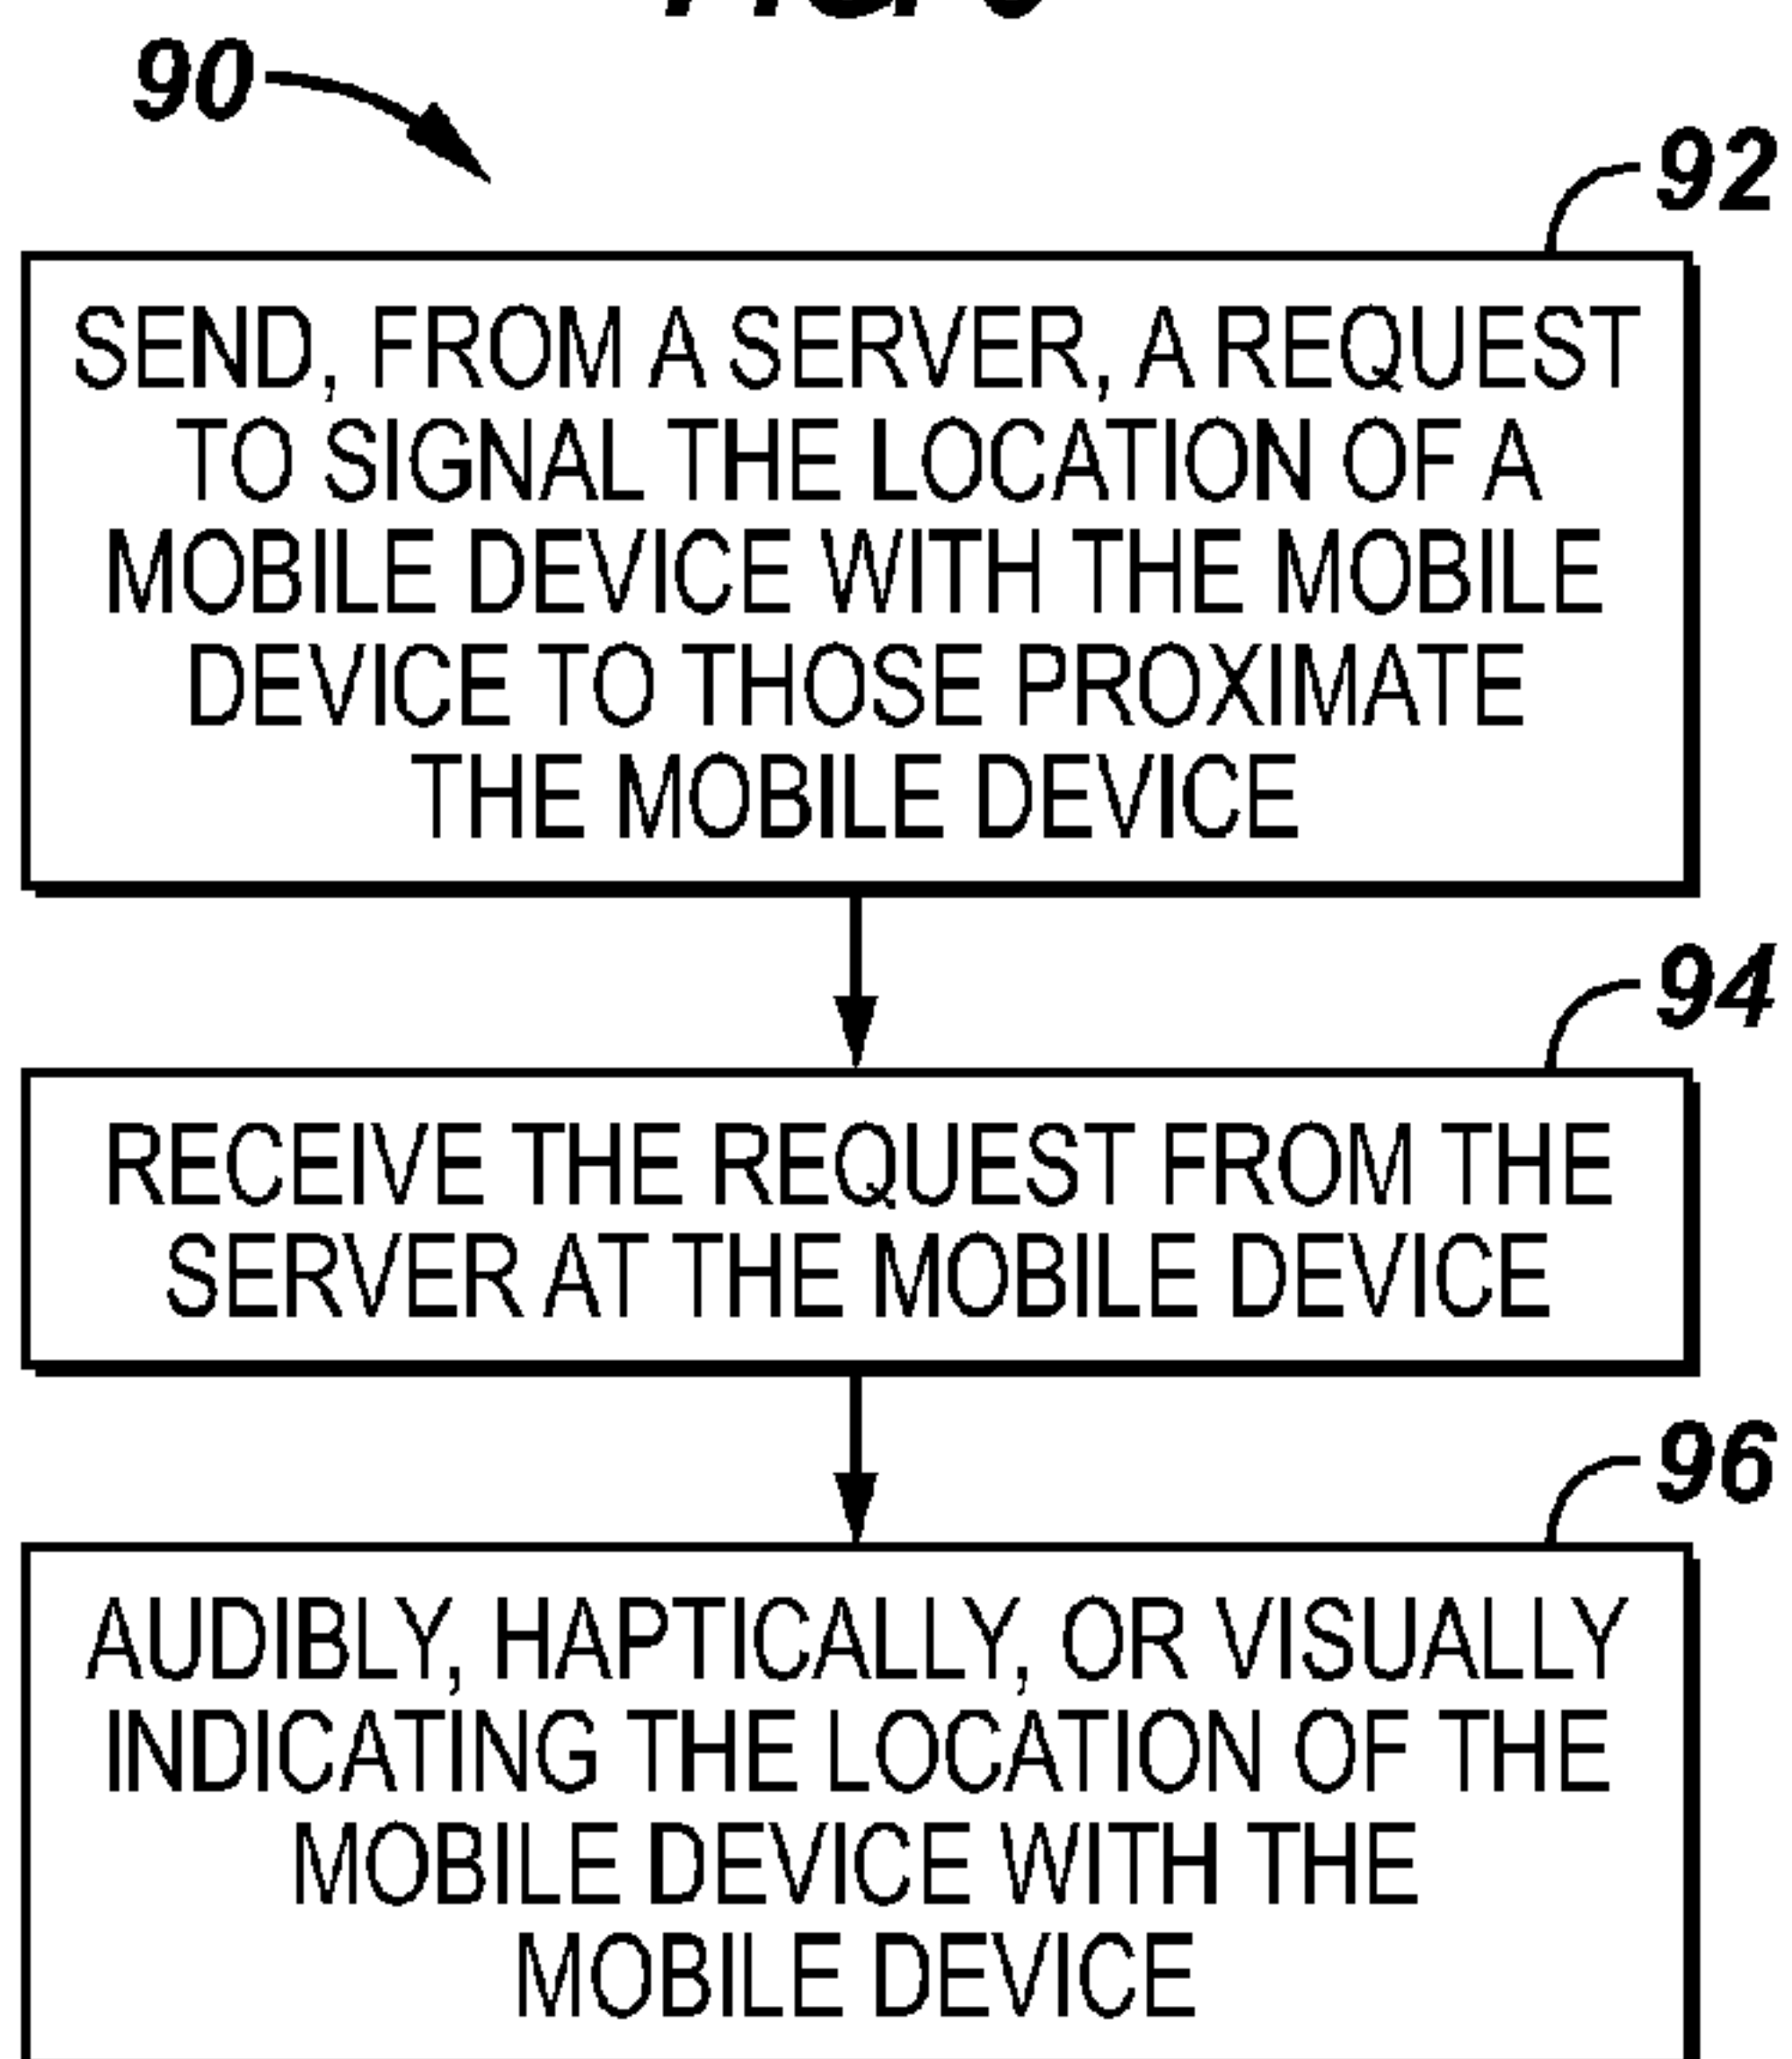 90
92
SEND, FROM A SERVER, A REQUEST
TO SIGNAL THE LOCATION OF A
MOBILE DEVICE WITH THE MOBILE
DEVICE TO THOSE PROXIMATE
THE MOBILE DEVICE
94
RECEIVE THE REQUEST FROM THE
SERVER AT THE MOBILE DEVICE
96
AUDIBLY, HAPTICALLY, OR VISUALLY
INDICATING THE LOCATION OF THE
MOBILE DEVICE WITH THE
MOBILE DEVICE